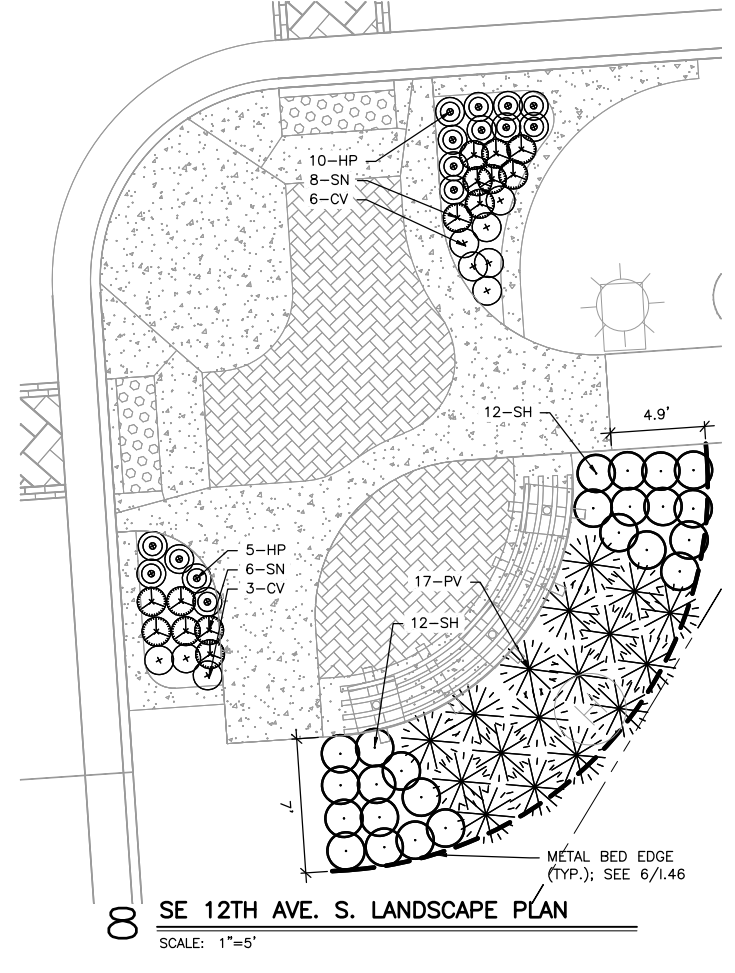 10-HP
8-SN
6-CV
12-SH
4.9'
5-HP
6-SN
3-CV
17-PV
12-SH
7'
METAL BED EDGE
(TYP.); SEE 6/1.46
8
SE 12TH AVE. S. LANDSCAPE PLAN
SCALE: 1"=5'